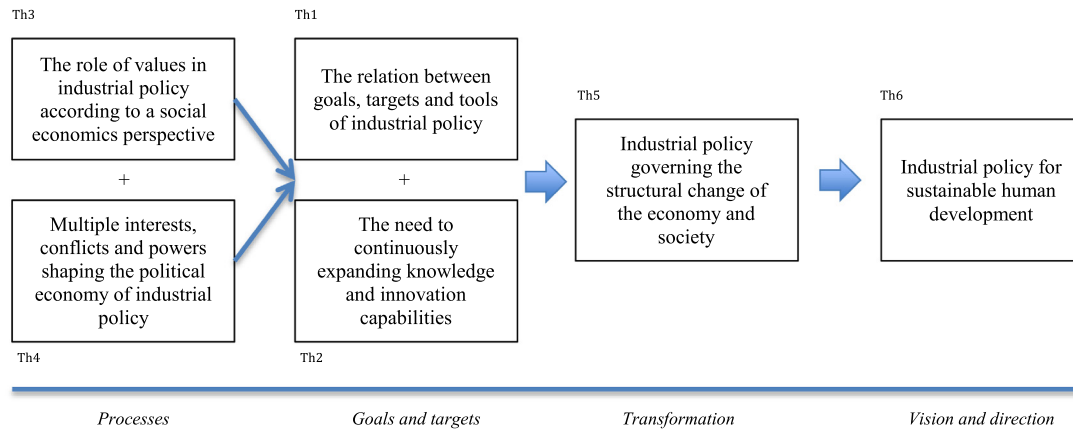 Th3
The role of values in
industrial policy
according to a social
economics perspective
+
Multiple interests,
conflicts and powers
shaping the political
economy of industrial
policy
Th4
Th1
The relation between
goals, targets and tools
of industrial policy
+
The need to
continuously
expanding knowledge
and innovation
capabilities
Th2
Th5
Industrial policy
governing the
structural change of
the economy and
society
Th6
Industrial policy for
sustainable human
development
Processes
Goals and targets
Transformation
Vision and direction